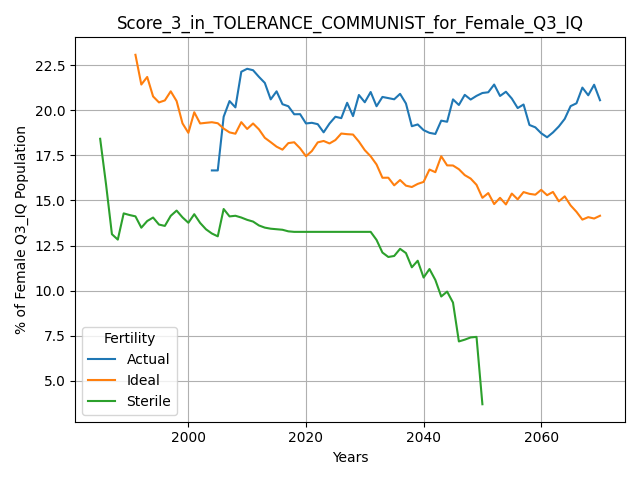 Score_3_in_TOLERANCE_COMMUNIST_for_Female_Q3_IQ
% of Female Q3_IQ Population
22.5
20.0
17.5
15.0
12.5
10.0
7.5
5.0
Fertility
Actual
Ideal
Sterile
2000
2020
2040
2060
Years